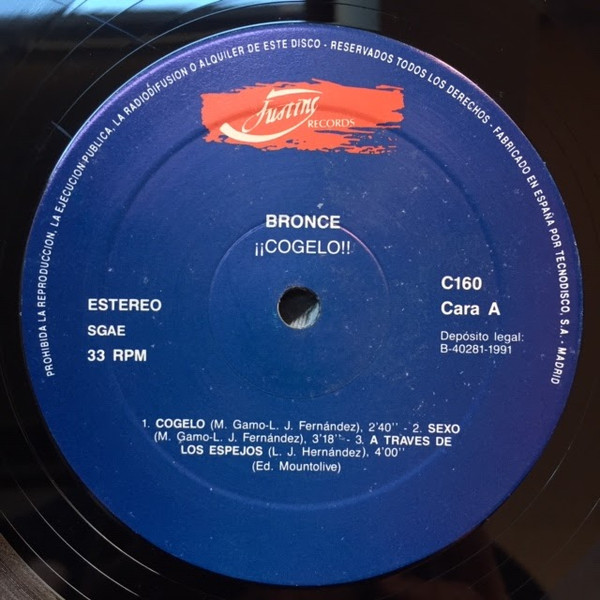 PROHIBIDA LA REPRODUCCION, LA EJECUCION PUBLICA, LA RADIODIFUSION O ALQUILER DE ESTE DISCO - RESERVADOS TODOS LOS DERECHOS - FABRICADO EN ESPAÑA POR TECNODISCO, S.A. - MADRID
Justine
RECORDS
BRONCE
¡¡COGELO!!
ESTEREO
SGAE
33 RPM
C160
Cara A
Depósito legal:
B-40281-1991
1. COGELO (M. Gamo-L. J. Fernández), 2'40'' - 2. SEXO
(M. Gamo-L. J. Fernández), 3'18'' - 3. A TRAVES DE
LOS ESPEJOS (L. J. Hernández), 4'00''
(Ed. Mountolive)